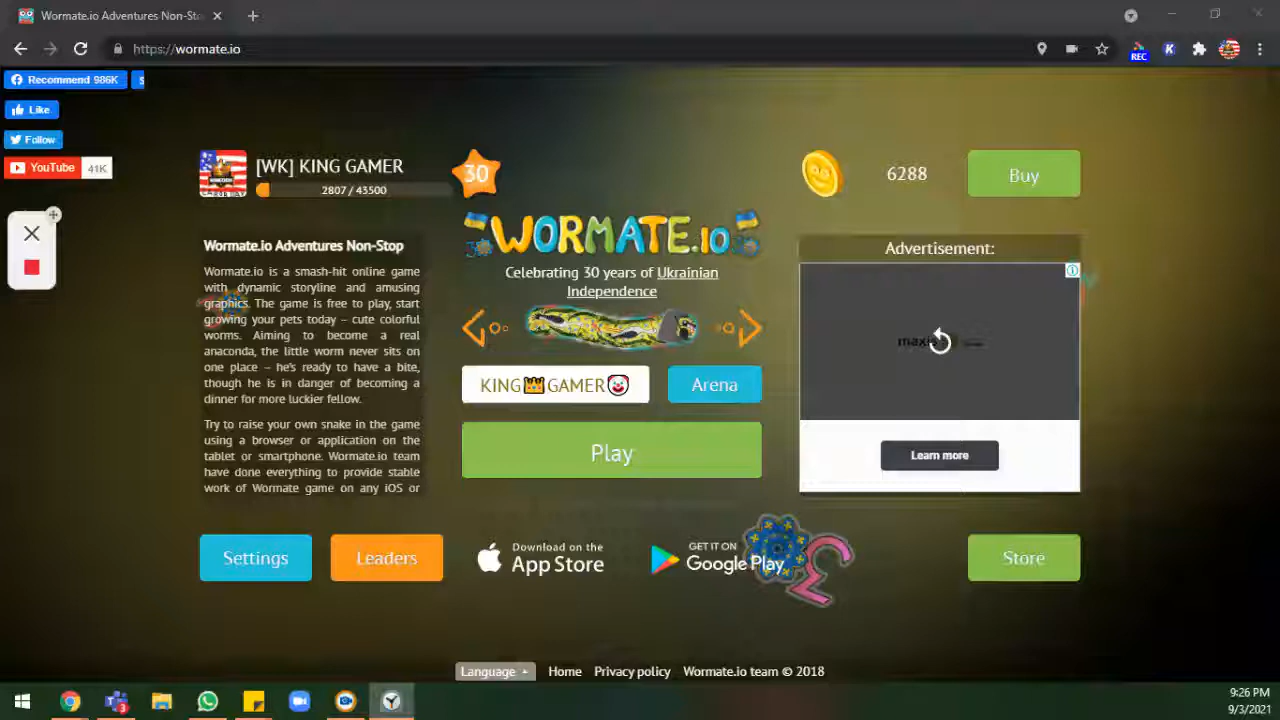 Wormate.io Adventures Non-Sto
https://wormate.io
REC
K
Recommend 986K
S
Like
Follow
YouTube 41K
[WK] KING GAMER
2807 / 43500
30
6288
Buy
WORMATE.io
Celebrating 30 years of Ukrainian
Independence
Wormate.io Adventures Non-Stop
Wormate.io is a smash-hit online game
with dynamic storyline and amusing
graphics. The game is free to play, start
growing your pets today – cute colorful
worms. Aiming to become a real
anaconda, the little worm never sits on
one place – he's ready to have a bite,
though he is in danger of becoming a
dinner for more luckier fellow.
Try to raise your own snake in the game
using a browser or application on the
tablet or smartphone. Wormate.io team
have done everything to provide stable
work of Wormate game on any iOS or
KING👑GAMER🤡
Arena
Play
Advertisement:
maxis
Learn more
Settings
Leaders
Download on the
App Store
GET IT ON
Google Play
Store
Language
Home
Privacy policy
Wormate.io team © 2018
3
9:26 PM
9/3/2021